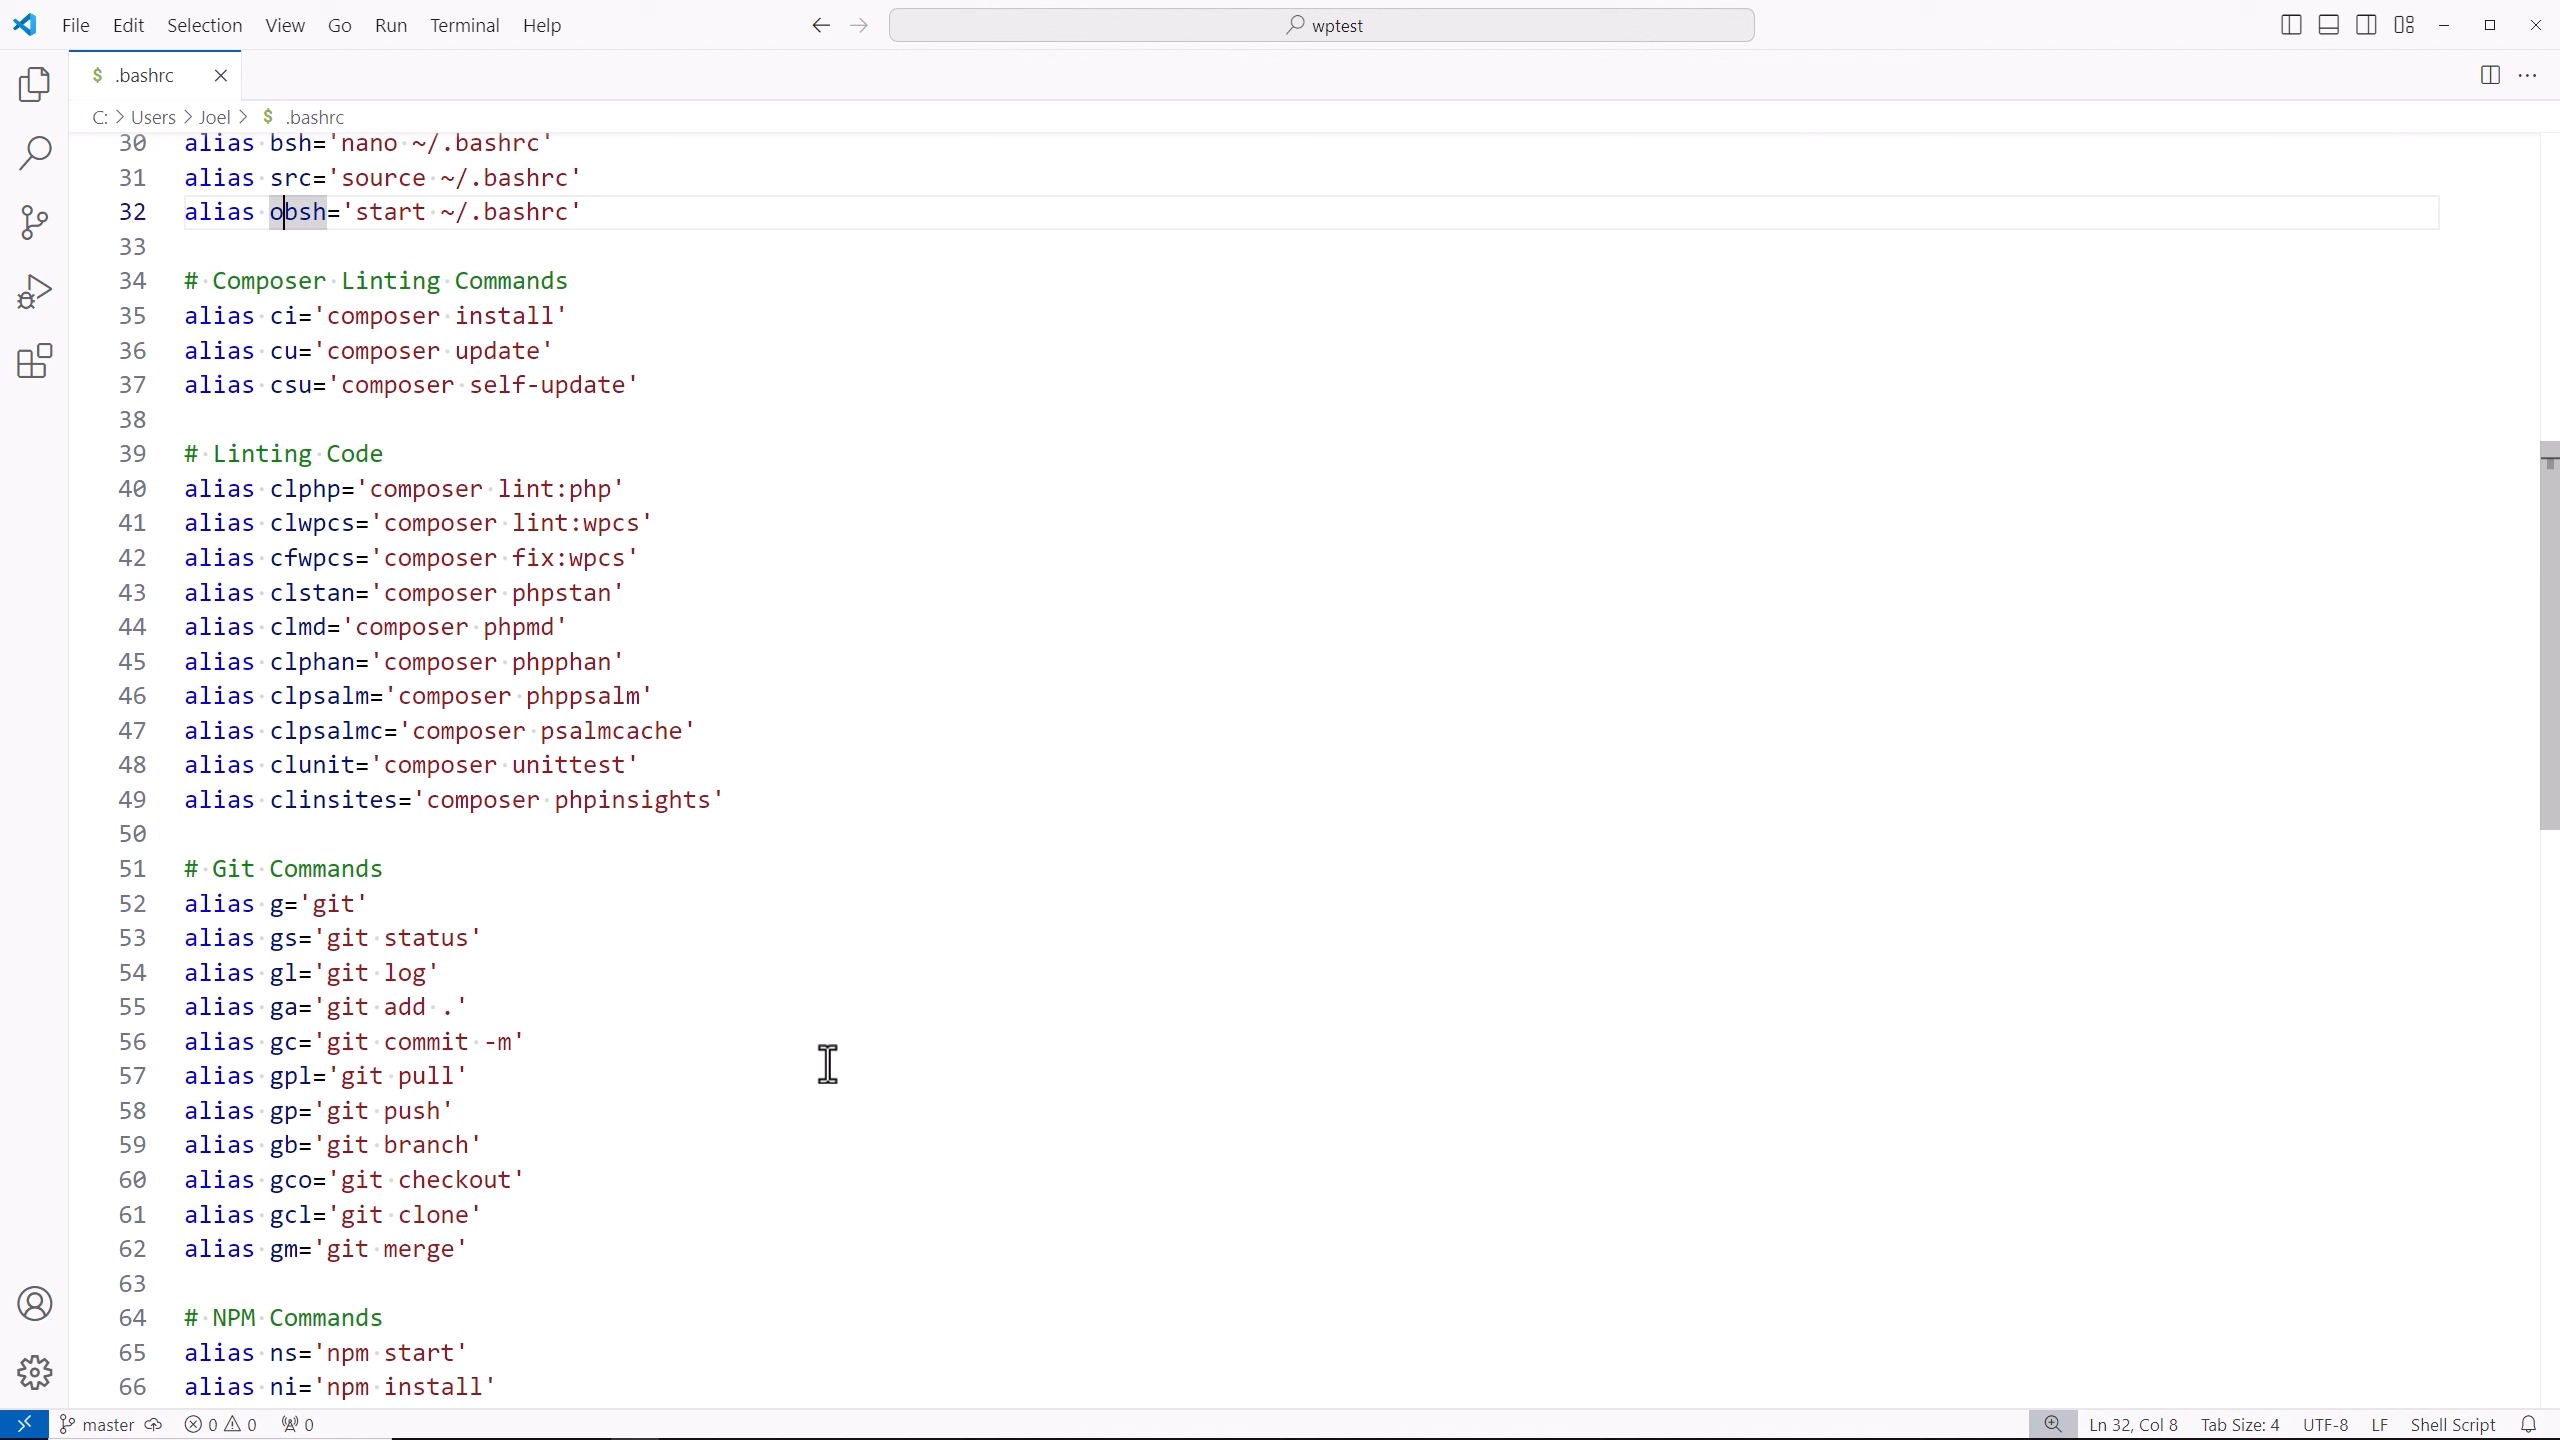 File Edit Selection View Go Run Terminal Help
wptest
$ .bashrc
C: > Users > Joel > $ .bashrc
30 alias bsh='nano ~/.bashrc'
31 alias src='source ~/.bashrc'
32 alias obsh='start ~/.bashrc'
33
34 # Composer Linting Commands
35 alias ci='composer install'
36 alias cu='composer update'
37 alias csu='composer self-update'
38
39 # Linting Code
40 alias clphp='composer lint:php'
41 alias clwpcs='composer lint:wpcs'
42 alias cfwpcs='composer fix:wpcs'
43 alias clstan='composer phpstan'
44 alias clmd='composer phpmd'
45 alias clphan='composer phpphan'
46 alias clpsalm='composer phppsalm'
47 alias clpsalmc='composer psalmcache'
48 alias clunit='composer unittest'
49 alias clinsites='composer phpinsights'
50
51 # Git Commands
52 alias g='git'
53 alias gs='git status'
54 alias gl='git log'
55 alias ga='git add .'
56 alias gc='git commit -m'
57 alias gpl='git pull'
58 alias gp='git push'
59 alias gb='git branch'
60 alias gco='git checkout'
61 alias gcl='git clone'
62 alias gm='git merge'
63
64 # NPM Commands
65 alias ns='npm start'
66 alias ni='npm install'
master 0 0 0 Ln 32, Col 8 Tab Size: 4 UTF-8 LF Shell Script